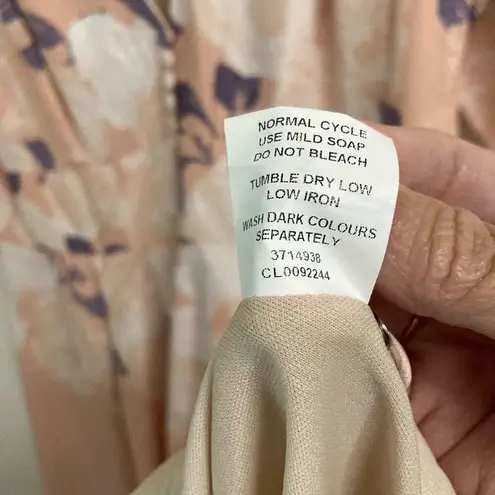 NORMAL CYCLE
USE MILD SOAP
DO NOT BLEACH
TUMBLE DRY LOW
LOW IRON
WASH DARK COLOURS
SEPARATELY
3714938
CL0092244